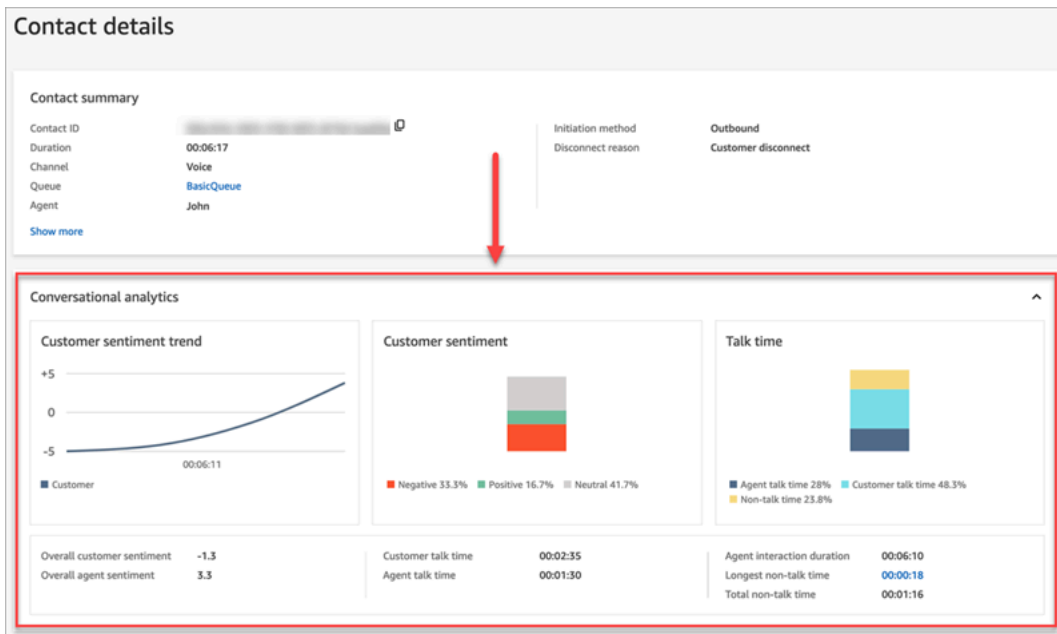 Contact details
Contact summary
Contact ID
Duration 00:06:17
Channel Voice
Queue BasicQueue
Agent John
Show more
Initiation method Outbound
Disconnect reason Customer disconnect
Conversational analytics
Customer sentiment trend
+5
0
-5
00:06:11
Customer
Customer sentiment
Negative 33.3% Positive 16.7% Neutral 41.7%
Talk time
Agent talk time 28% Customer talk time 48.3%
Non-talk time 23.8%
Overall customer sentiment -1.3
Overall agent sentiment 3.3
Customer talk time 00:02:35
Agent talk time 00:01:30
Agent interaction duration 00:06:10
Longest non-talk time 00:00:18
Total non-talk time 00:01:16